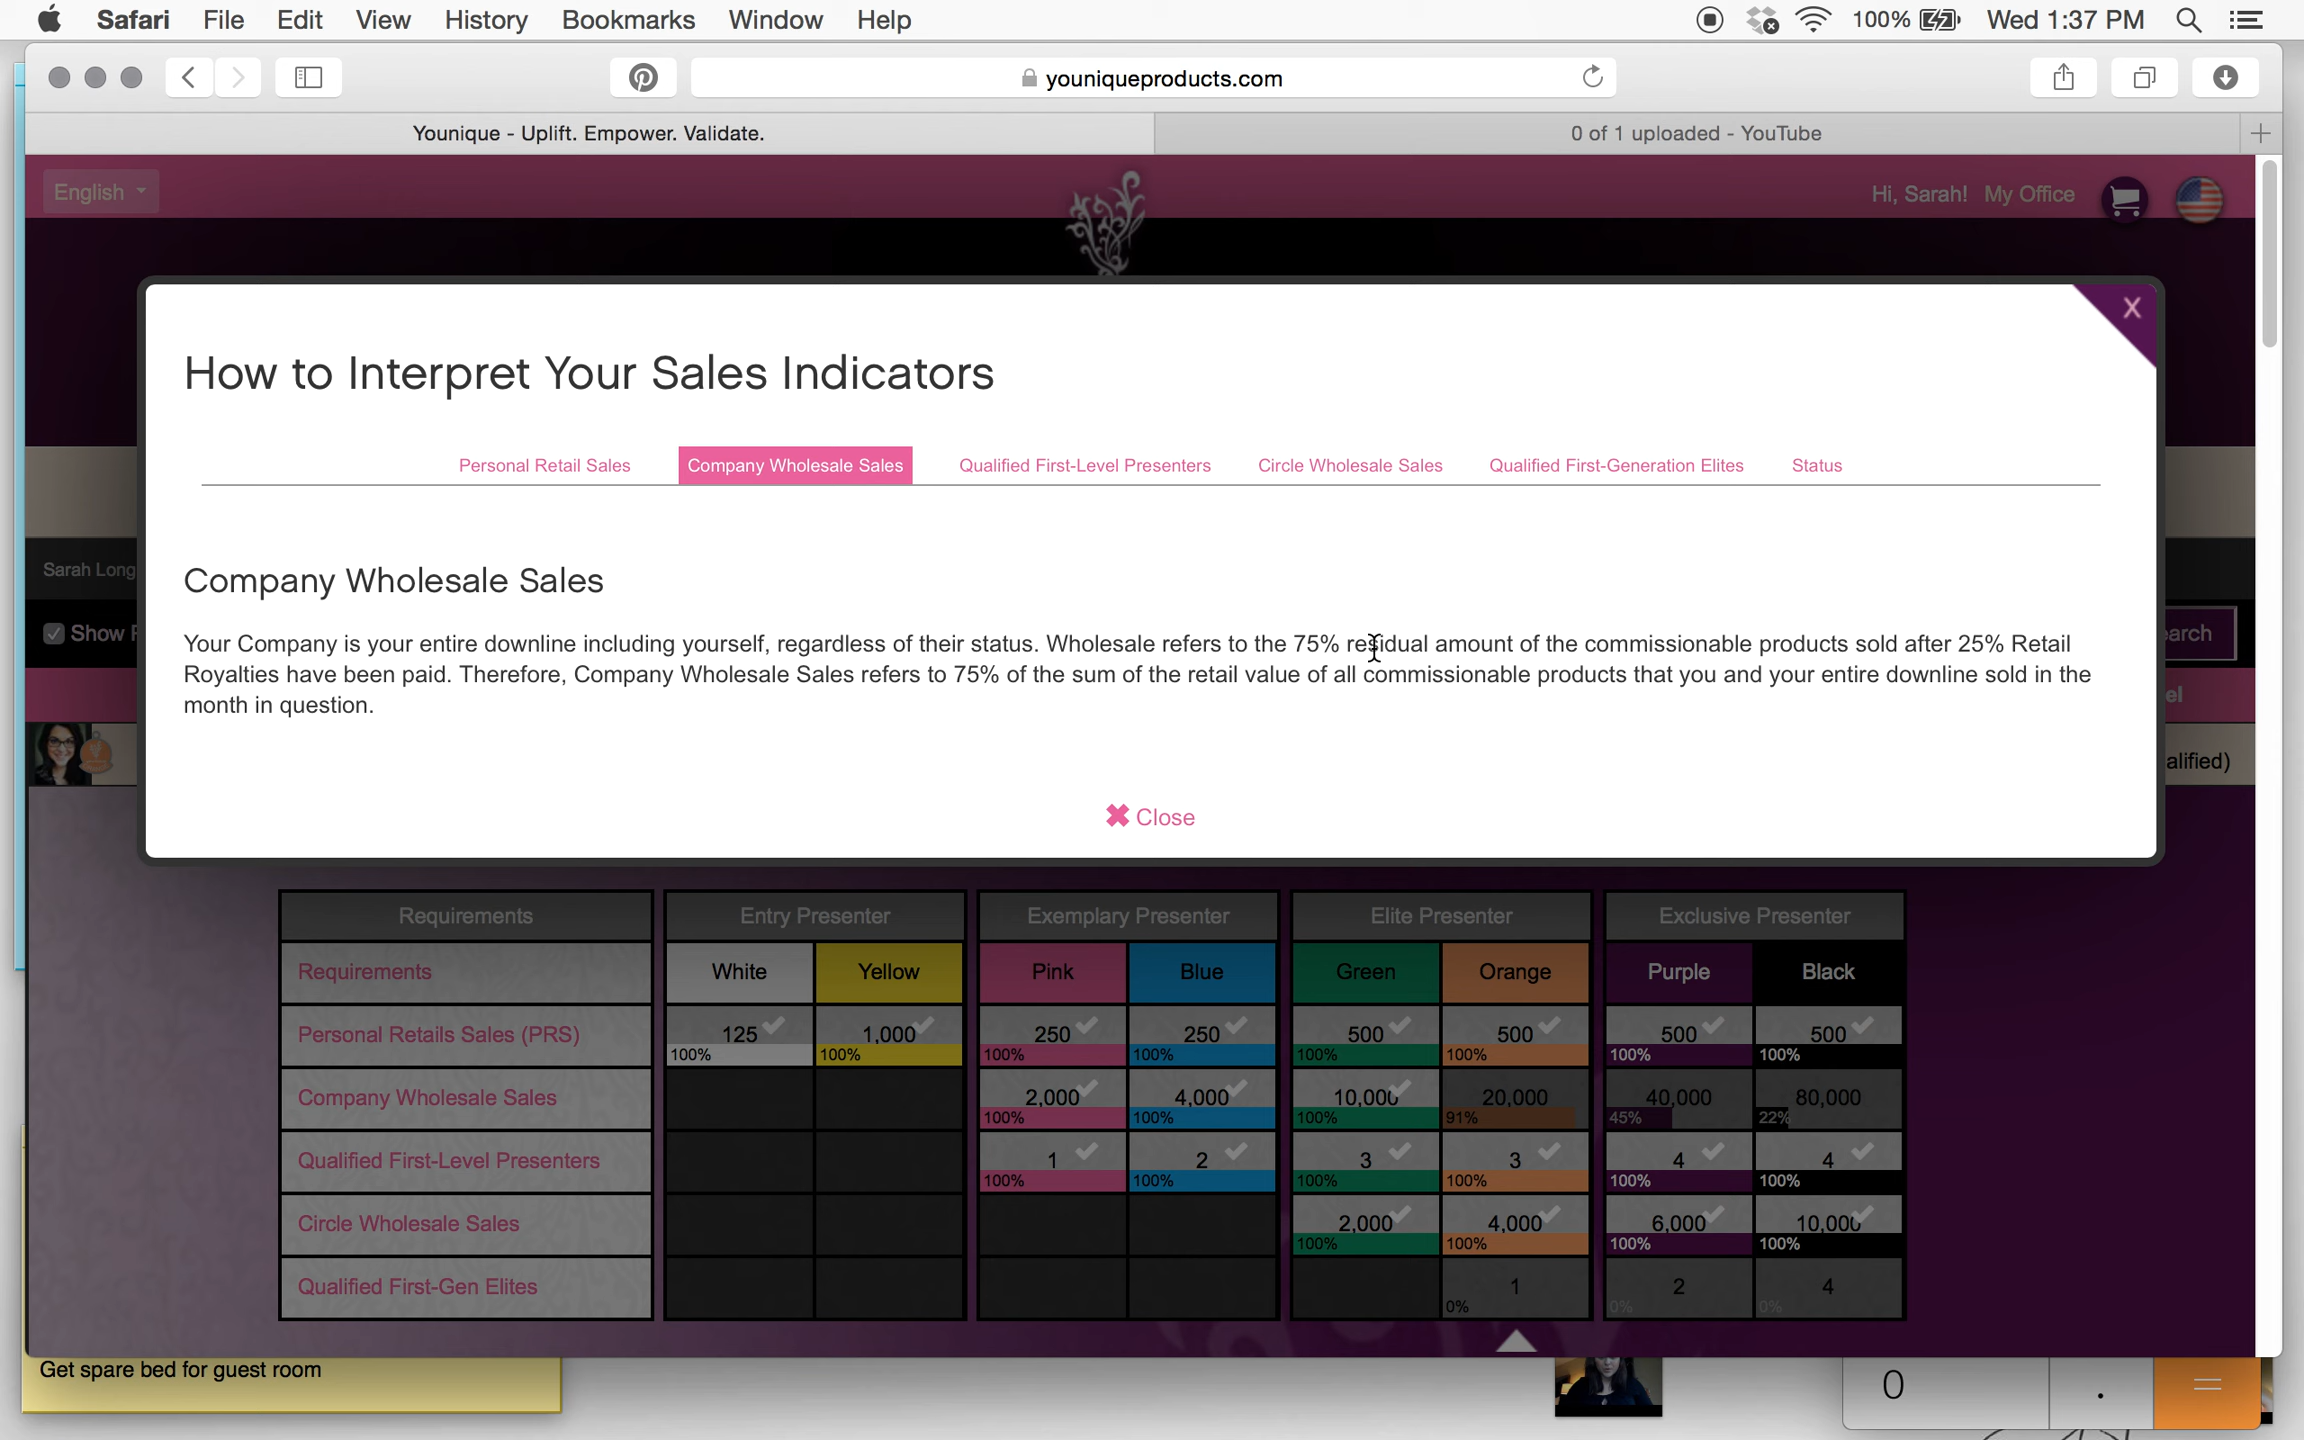 Safari File Edit View History Bookmarks Window Help 100% Wed 1:37 PM
youniqueproducts.com
Younique - Uplift. Empower. Validate. 0 of 1 uploaded - YouTube
English Hi, Sarah! My Office
X
How to Interpret Your Sales Indicators
Personal Retail Sales Company Wholesale Sales Qualified First-Level Presenters Circle Wholesale Sales Qualified First-Generation Elites Status
Sarah Long
Company Wholesale Sales
Show
Your Company is your entire downline including yourself, regardless of their status. Wholesale refers to the 75% residual amount of the commissionable products sold after 25% Retail
Royalties have been paid. Therefore, Company Wholesale Sales refers to 75% of the sum of the retail value of all commissionable products that you and your entire downline sold in the
month in question.
arch
el
alified)
Close
Requirements Entry Presenter Exemplary Presenter Elite Presenter Exclusive Presenter
Requirements White Yellow Pink Blue Green Orange Purple Black
Personal Retails Sales (PRS) 125 1,000 250 250 500 500 500 500
100% 100% 100% 100% 100% 100% 100% 100%
Company Wholesale Sales 2,000 4,000 10,000 20,000 40,000 80,000
100% 100% 100% 91% 45% 22%
Qualified First-Level Presenters 1 2 3 3 4 4
100% 100% 100% 100% 100% 100%
Circle Wholesale Sales 2,000 4,000 6,000 10,000
100% 100% 100% 100%
Qualified First-Gen Elites 1 2 4
0% 0% 0%
Get spare bed for guest room
0 . =